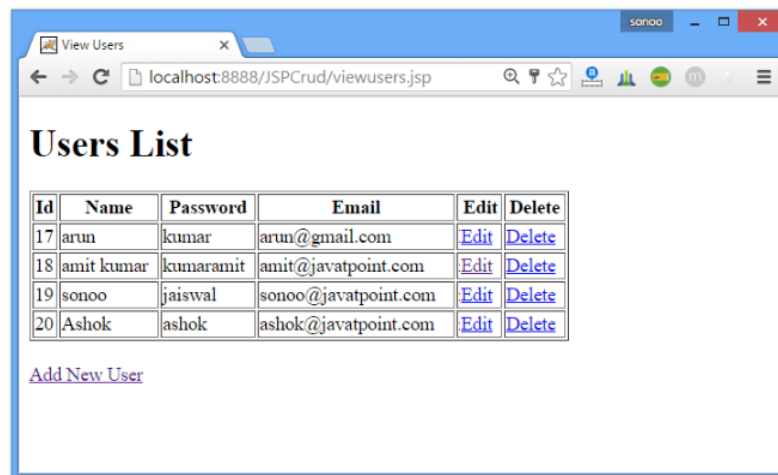 sonoo
View Users
localhost:8888/JSPCrud/viewusers.jsp
Users List
Id Name Password Email Edit Delete
17 arun kumar arun@gmail.com Edit Delete
18 amit kumar kumaramit amit@javatpoint.com Edit Delete
19 sonoo jaiswal sonoo@javatpoint.com Edit Delete
20 Ashok ashok ashok@javatpoint.com Edit Delete
Add New User